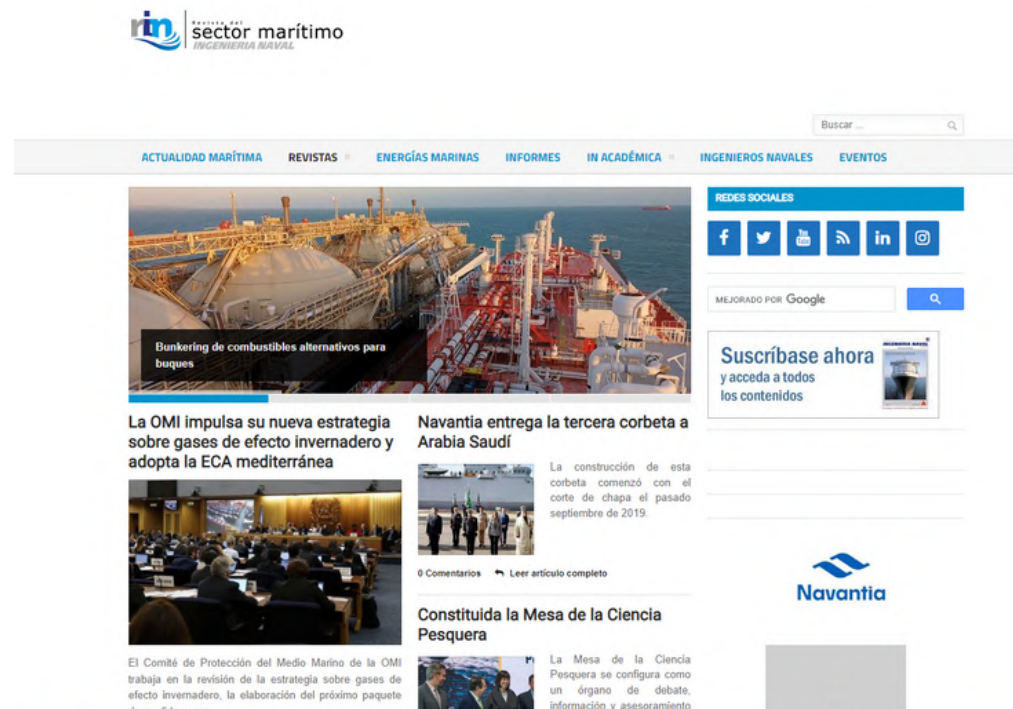 rin
Revista del
sector marítimo
INGENIERIA NAVAL
Buscar ...
ACTUALIDAD MARÍTIMA REVISTAS ENERGÍAS MARINAS INFORMES IN ACADÉMICA INGENIEROS NAVALES EVENTOS
Bunkering de combustibles alternativos para
buques
La OMI impulsa su nueva estrategia
sobre gases de efecto invernadero y
adopta la ECA mediterránea
El Comité de Protección del Medio Marino de la OMI
trabaja en la revisión de la estrategia sobre gases de
efecto invernadero, la elaboración del próximo paquete
Navantia entrega la tercera corbeta a
Arabia Saudí
La construcción de esta
corbeta comenzó con el
corte de chapa el pasado
septiembre de 2019.
0 Comentarios Leer artículo completo
Constituida la Mesa de la Ciencia
Pesquera
La Mesa de la Ciencia
Pesquera se configura como
un órgano de debate,
información y asesoramiento
REDES SOCIALES
MEJORADO POR Google
Suscríbase ahora
y acceda a todos
los contenidos
INGENIERIA NAVAL
Navantia